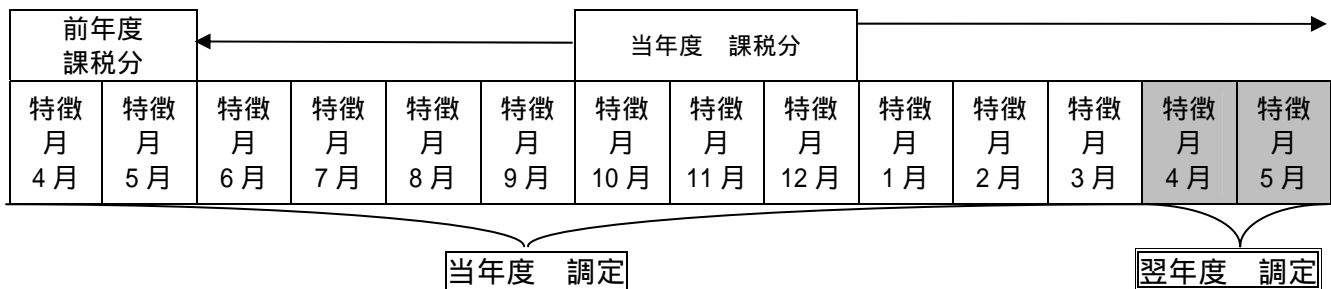 前年度
課税分
当年度　課税分
特徴 特徴 特徴 特徴 特徴 特徴 特徴 特徴 特徴 特徴 特徴 特徴 特徴 特徴
月 月 月 月 月 月 月 月 月 月 月 月 月 月
4月 5月 6月 7月 8月 9月 10月 11月 12月 1月 2月 3月 4月 5月
当年度　調定
翌年度　調定